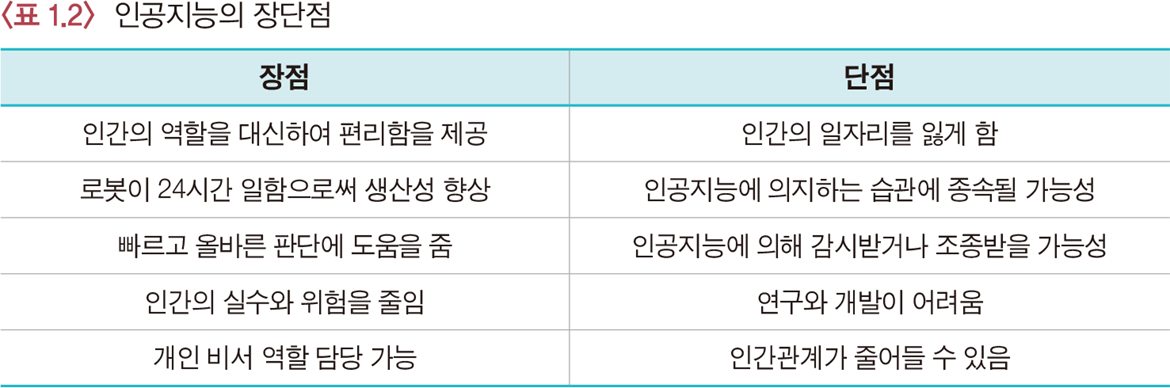 〈표 1.2〉 인공지능의 장단점
장점 단점
인간의 역할을 대신하여 편리함을 제공 인간의 일자리를 잃게 함
로봇이 24시간 일함으로써 생산성 향상 인공지능에 의지하는 습관에 종속될 가능성
빠르고 올바른 판단에 도움을 줌 인공지능에 의해 감시받거나 조종받을 가능성
인간의 실수와 위험을 줄임 연구와 개발이 어려움
개인 비서 역할 담당 가능 인간관계가 줄어들 수 있음